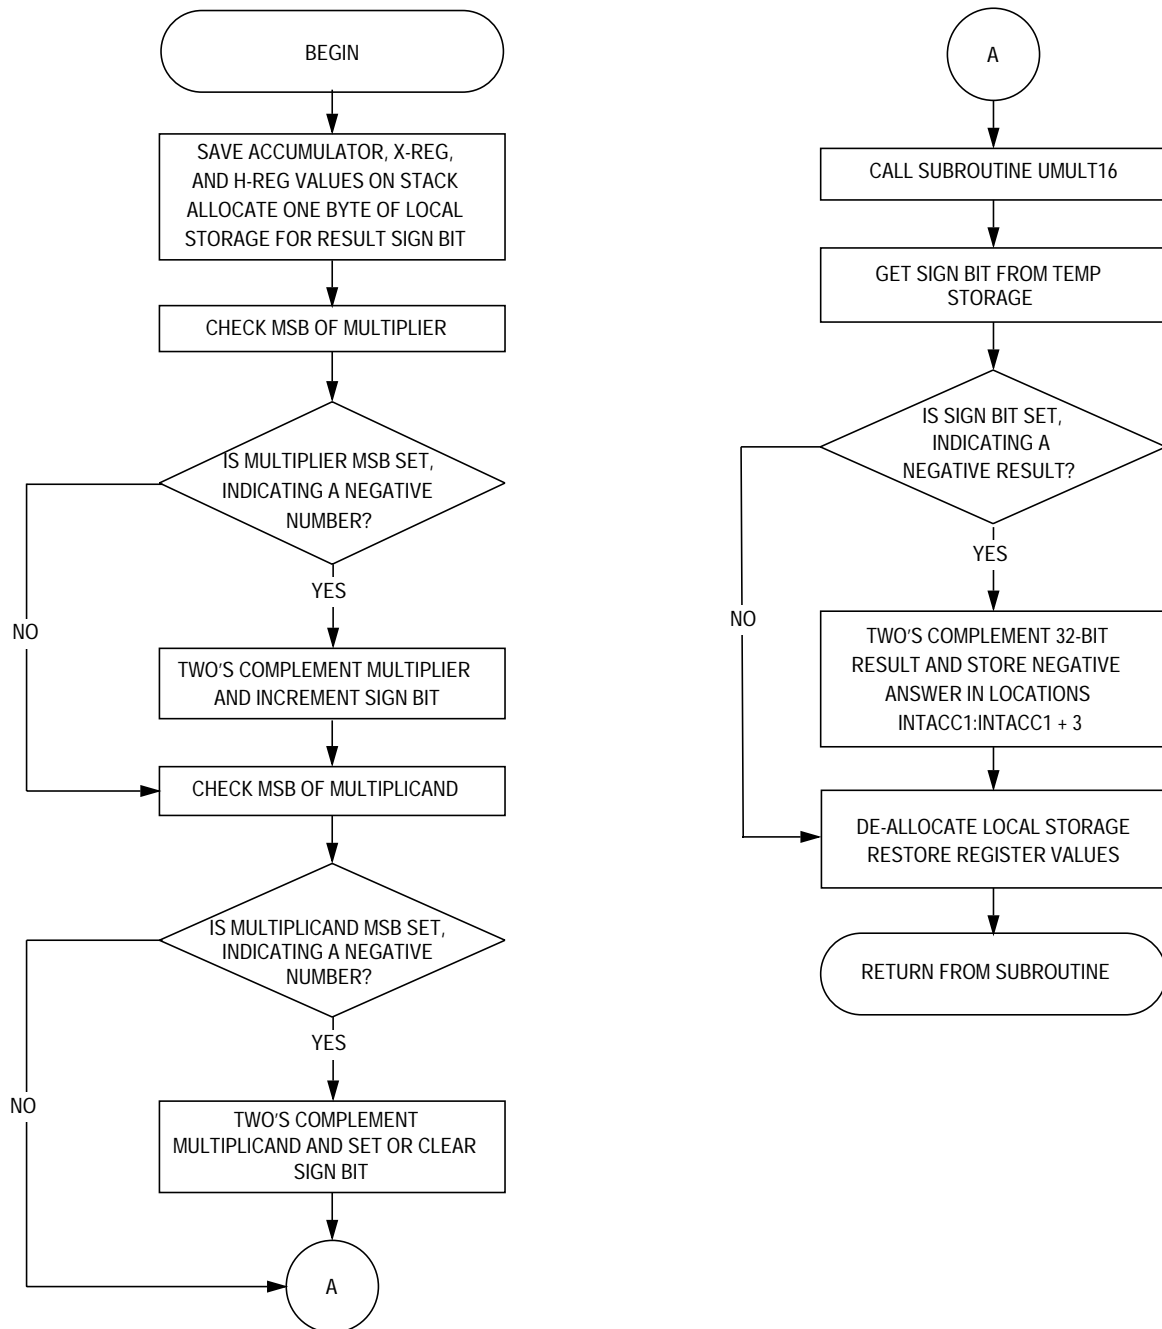 BEGIN
SAVE ACCUMULATOR, X-REG,
AND H-REG VALUES ON STACK
ALLOCATE ONE BYTE OF LOCAL
STORAGE FOR RESULT SIGN BIT
CHECK MSB OF MULTIPLIER
IS MULTIPLIER MSB SET,
INDICATING A NEGATIVE
NUMBER?
YES
NO
TWO'S COMPLEMENT MULTIPLIER
AND INCREMENT SIGN BIT
CHECK MSB OF MULTIPLICAND
IS MULTIPLICAND MSB SET,
INDICATING A NEGATIVE
NUMBER?
YES
NO
TWO'S COMPLEMENT
MULTIPLICAND AND SET OR CLEAR
SIGN BIT
A
A
CALL SUBROUTINE UMULT16
GET SIGN BIT FROM TEMP
STORAGE
IS SIGN BIT SET,
INDICATING A
NEGATIVE RESULT?
YES
NO
TWO'S COMPLEMENT 32-BIT
RESULT AND STORE NEGATIVE
ANSWER IN LOCATIONS
INTACC1:INTACC1 + 3
DE-ALLOCATE LOCAL STORAGE
RESTORE REGISTER VALUES
RETURN FROM SUBROUTINE